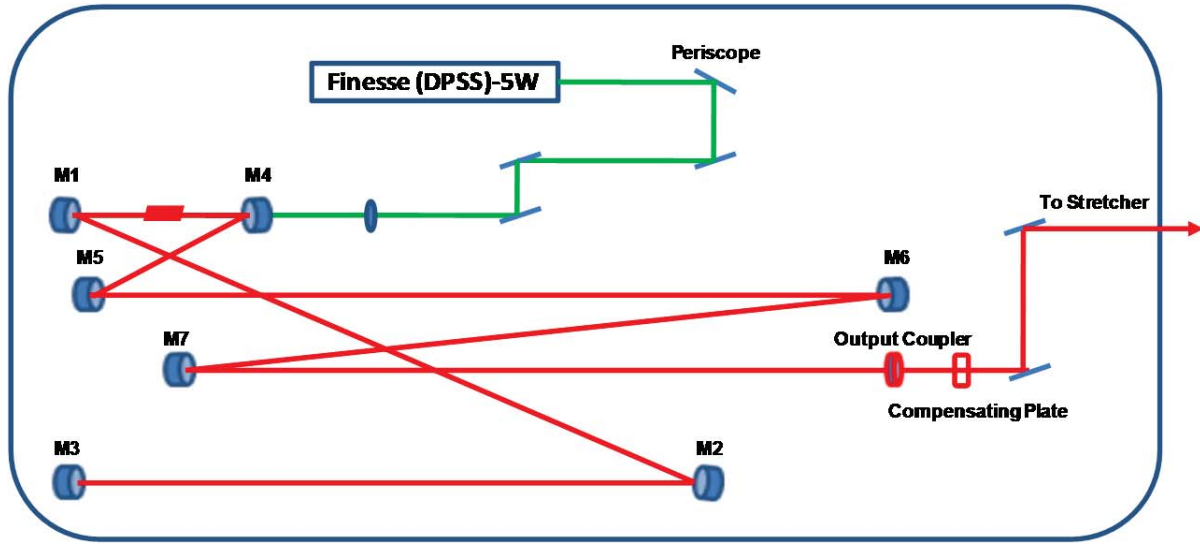 Periscope
Finesse (DPSS)-5W
M1
M4
To Stretcher
M5
M6
M7
Output Coupler
Compensating Plate
M3
M2